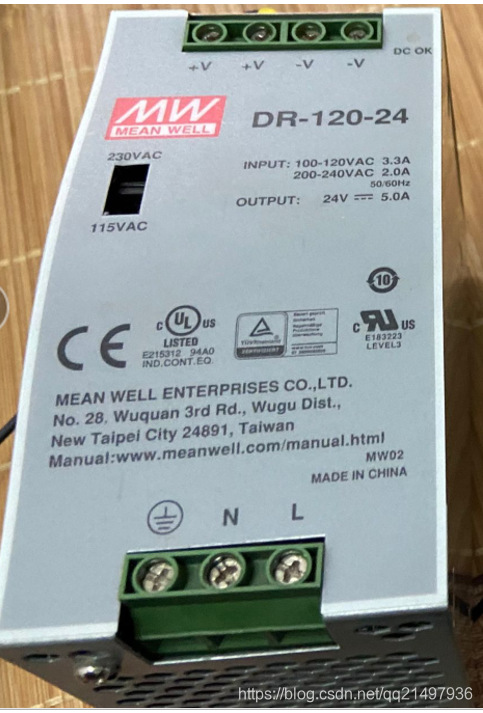 +V +V -V -V DC OK
MW
MEAN WELL
DR-120-24
230VAC
115VAC
INPUT: 100-120VAC 3.3A
200-240VAC 2.0A
50/60Hz
OUTPUT: 24V 5.0A
10
CE
c UL US
LISTED
E215312 94A0
IND.CONT.EQ.
c US
E183223
LEVEL3
MEAN WELL ENTERPRISES CO.,LTD.
No. 28, Wuquan 3rd Rd., Wugu Dist.,
New Taipei City 24891, Taiwan
Manual:www.meanwell.com/manual.html
MW02
MADE IN CHINA
N L
https://blog.csdn.net/qq21497936